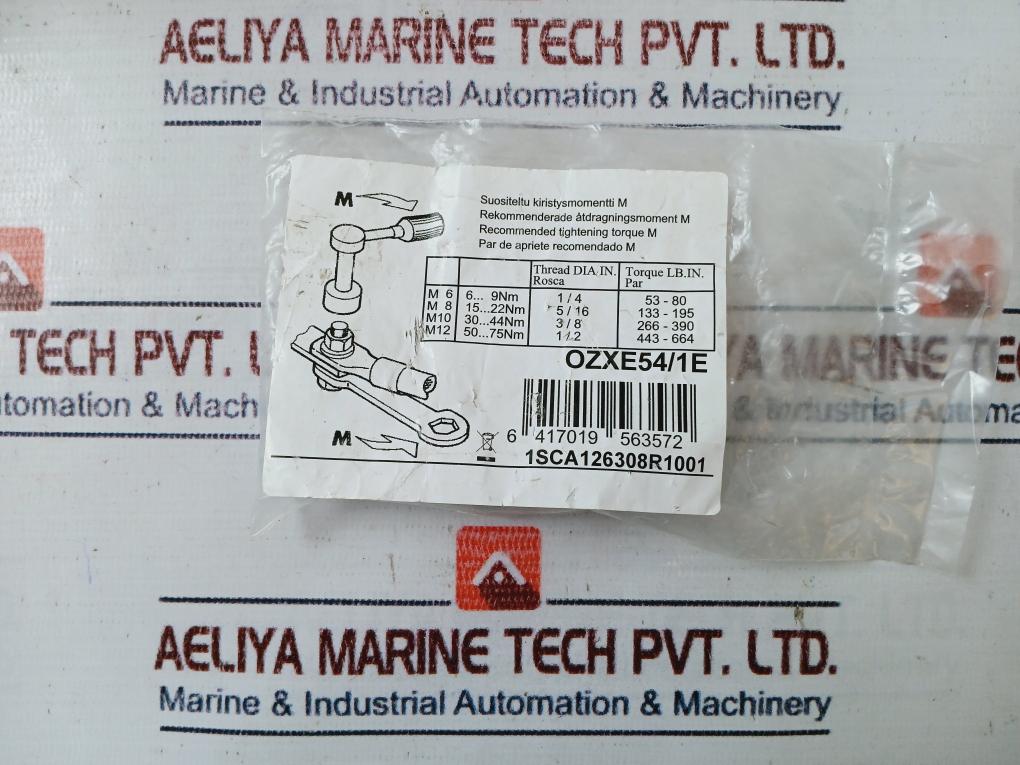 AELIYA MARINE TECH PVT. LTD.
Marine & Industrial Automation & Machinery
M
Suositeltu kiristysmomentti M
Rekommenderade åtdragningsmoment M
Recommended tightening torque M
Par de apriete recomendado M
Thread DIA/IN. Torque LB.IN.
Rosca Par
M 6 6... 9Nm 1 / 4 53 - 80
M 8 15...22Nm 5 / 16 133 - 195
M10 30...44Nm 3 / 8 266 - 390
M12 50...75Nm 1 / 2 443 - 664
OZXE54/1E
M
6 417019 563572
1SCA126308R1001
TECH PVT. L
MARINE TE
utomation & Mach
& Industrial Automa
AELIYA MARINE TECH PVT. LTD.
Marine & Industrial Automation & Machinery